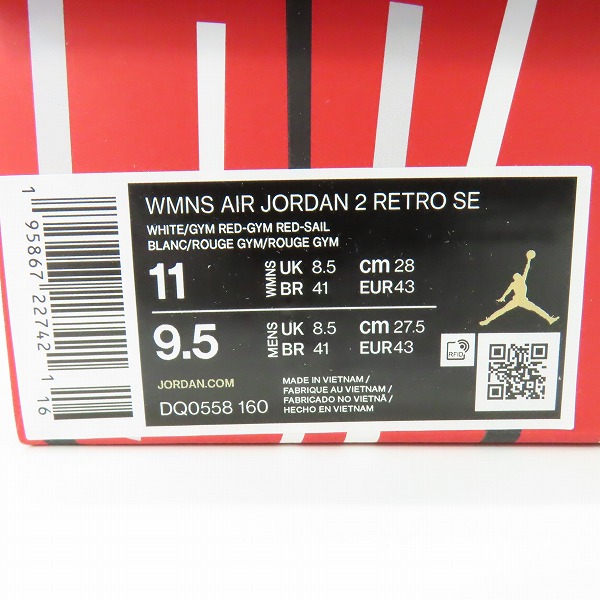 WMNS AIR JORDAN 2 RETRO SE
WHITE/GYM RED-GYM RED-SAIL
BLANC/ROUGE GYM/ROUGE GYM
11 WMNS UK 8.5 cm 28
BR 41 EUR43
9.5 MENS UK 8.5 cm 27.5
BR 41 EUR43
JORDAN.COM
DQ0558 160
MADE IN VIETNAM /
FABRIQUE AU VIETNAM /
FABRICADO NO VIETNÃ /
HECHO EN VIETNAM
RFID
1 95867 22742 1 16